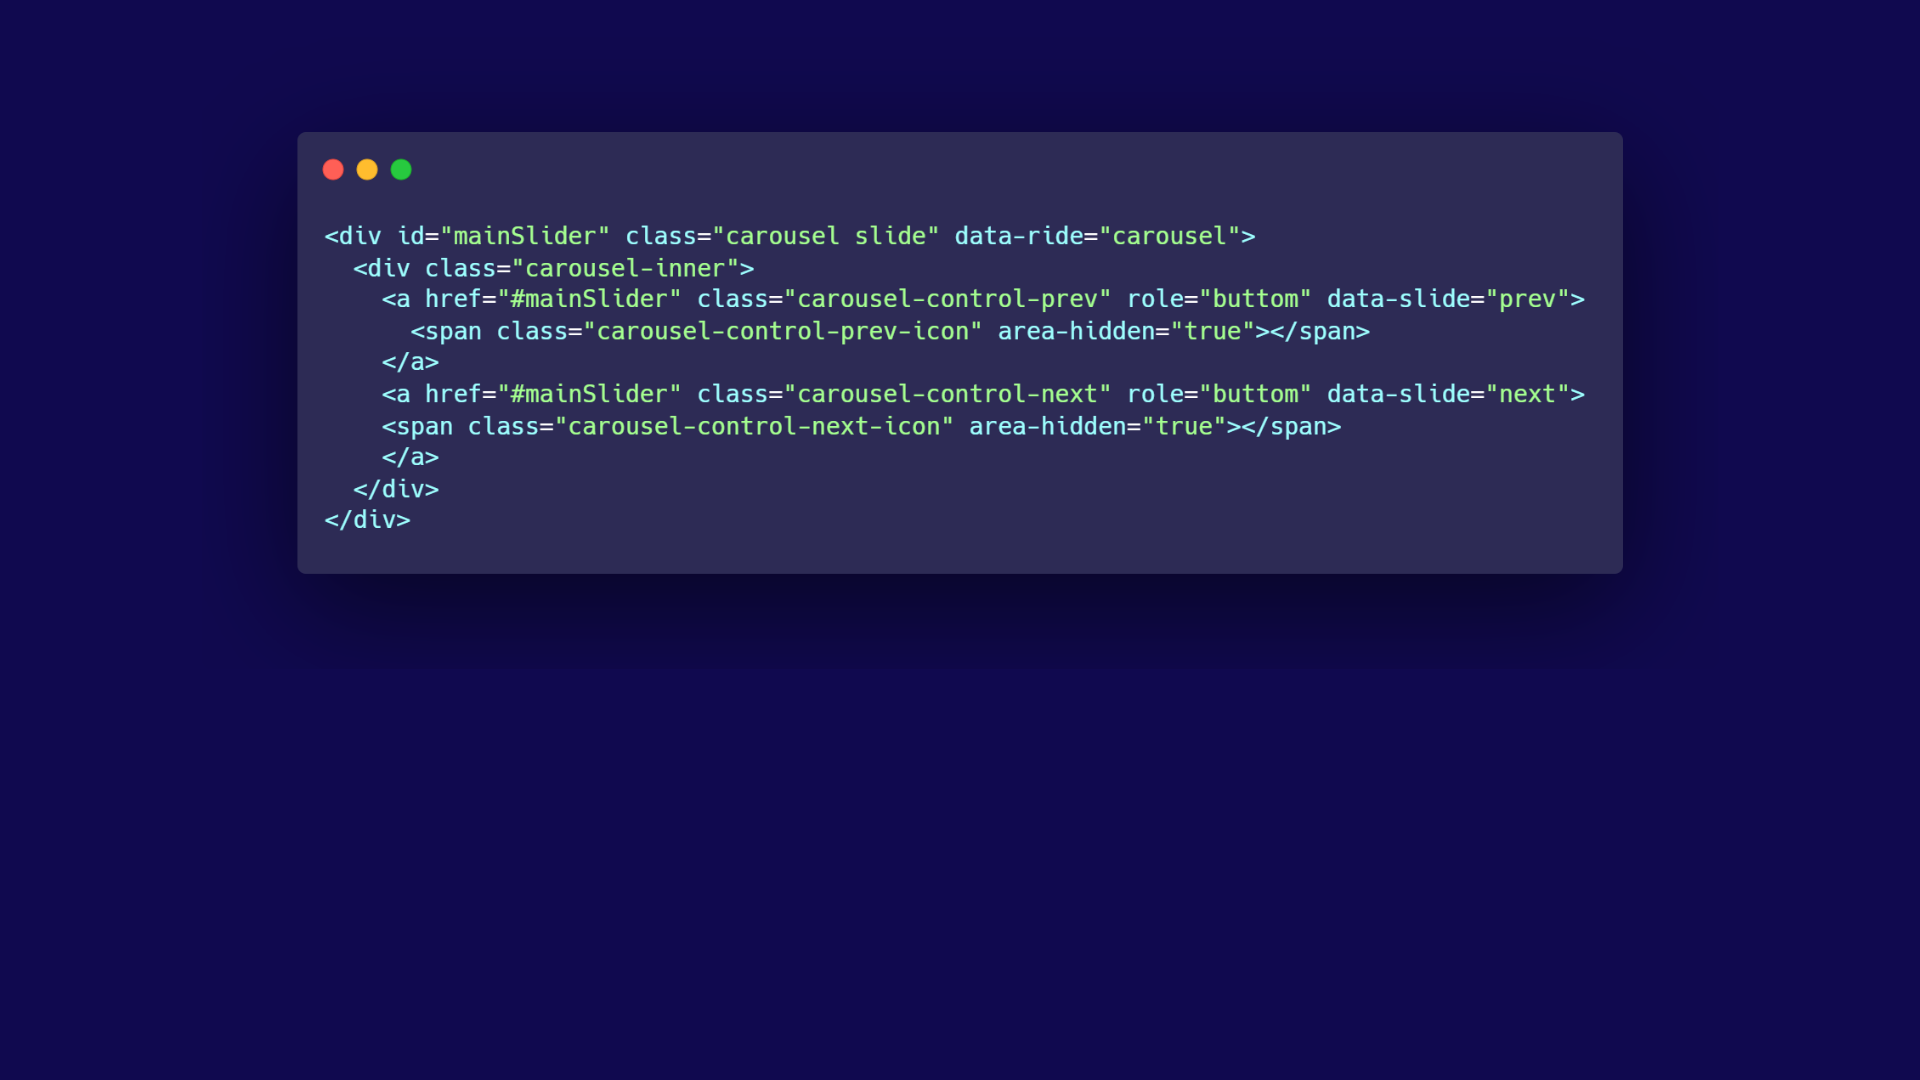 <div id="mainSlider" class="carousel slide" data-ride="carousel">
  <div class="carousel-inner">
    <a href="#mainSlider" class="carousel-control-prev" role="buttom" data-slide="prev">
      <span class="carousel-control-prev-icon" area-hidden="true"></span>
    </a>
    <a href="#mainSlider" class="carousel-control-next" role="buttom" data-slide="next">
    <span class="carousel-control-next-icon" area-hidden="true"></span>
    </a>
  </div>
</div>